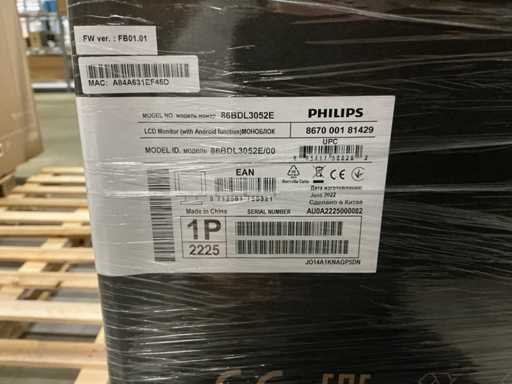 FW ver. : FB01.01
MAC: A84A631EF45D
MODEL NO. МОДЕЛЬ НОМЕР: 86BDL3052E
PHILIPS
LCD Monitor (with Android function)МОНОБЛОК
8670 001 81429
MODEL ID. МОДЕЛЬ: 86BDL3052E/00
UPC
EAN
Дата изготовления:
June 2022
Сделано в Китае
Made in China
SERIAL NUMBER
AU0A2225000082
1P
2225
JO14A1KNAGPSDN